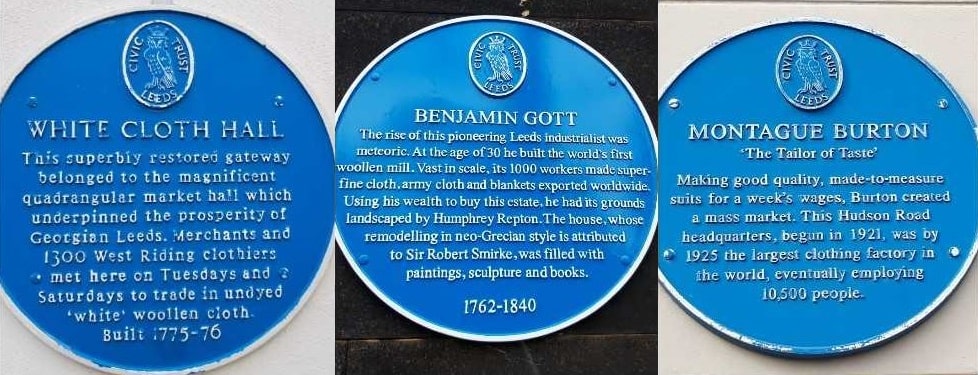 CIVIC TRUST
LEEDS
WHITE CLOTH HALL
This superbly restored gateway
belonged to the magnificent
quadrangular market hall which
underpinned the prosperity of
Georgian Leeds. Merchants and
1300 West Riding clothiers
met here on Tuesdays and
Saturdays to trade in undyed
'white' woollen cloth.
Built 1775-76
CIVIC TRUST
LEEDS
BENJAMIN GOTT
The rise of this pioneering Leeds industrialist was
meteoric. At the age of 30 he built the world's first
woollen mill. Vast in scale, its 1000 workers made super-
fine cloth, army cloth and blankets exported worldwide.
Using his wealth to buy this estate, he had its grounds
landscaped by Humphrey Repton. The house, whose
remodelling in neo-Grecian style is attributed
to Sir Robert Smirke, was filled with
paintings, sculpture and books.
1762-1840
CIVIC TRUST
LEEDS
MONTAGUE BURTON
'The Tailor of Taste'
Making good quality, made-to-measure
suits for a week's wages, Burton created
a mass market. This Hudson Road
headquarters, begun in 1921, was by
1925 the largest clothing factory in
the world, eventually employing
10,500 people.